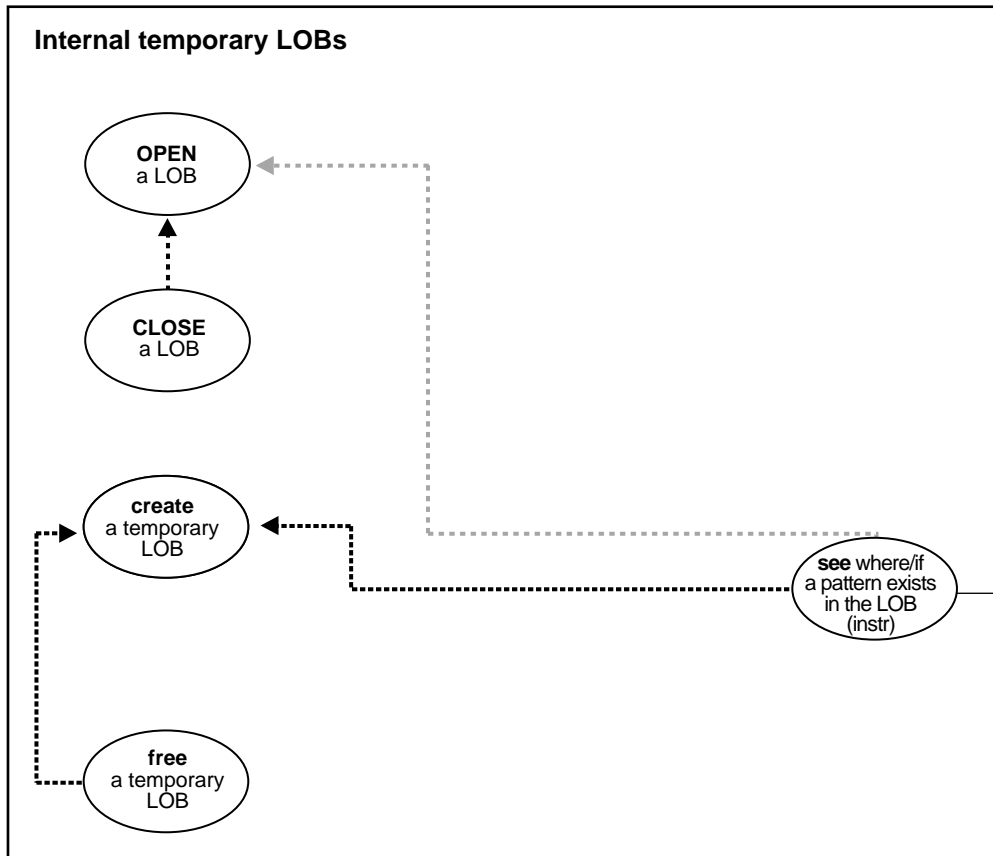 Internal temporary LOBs
OPEN
a LOB
CLOSE
a LOB
create
a temporary
LOB
see where/if
a pattern exists
in the LOB
(instr)
free
a temporary
LOB